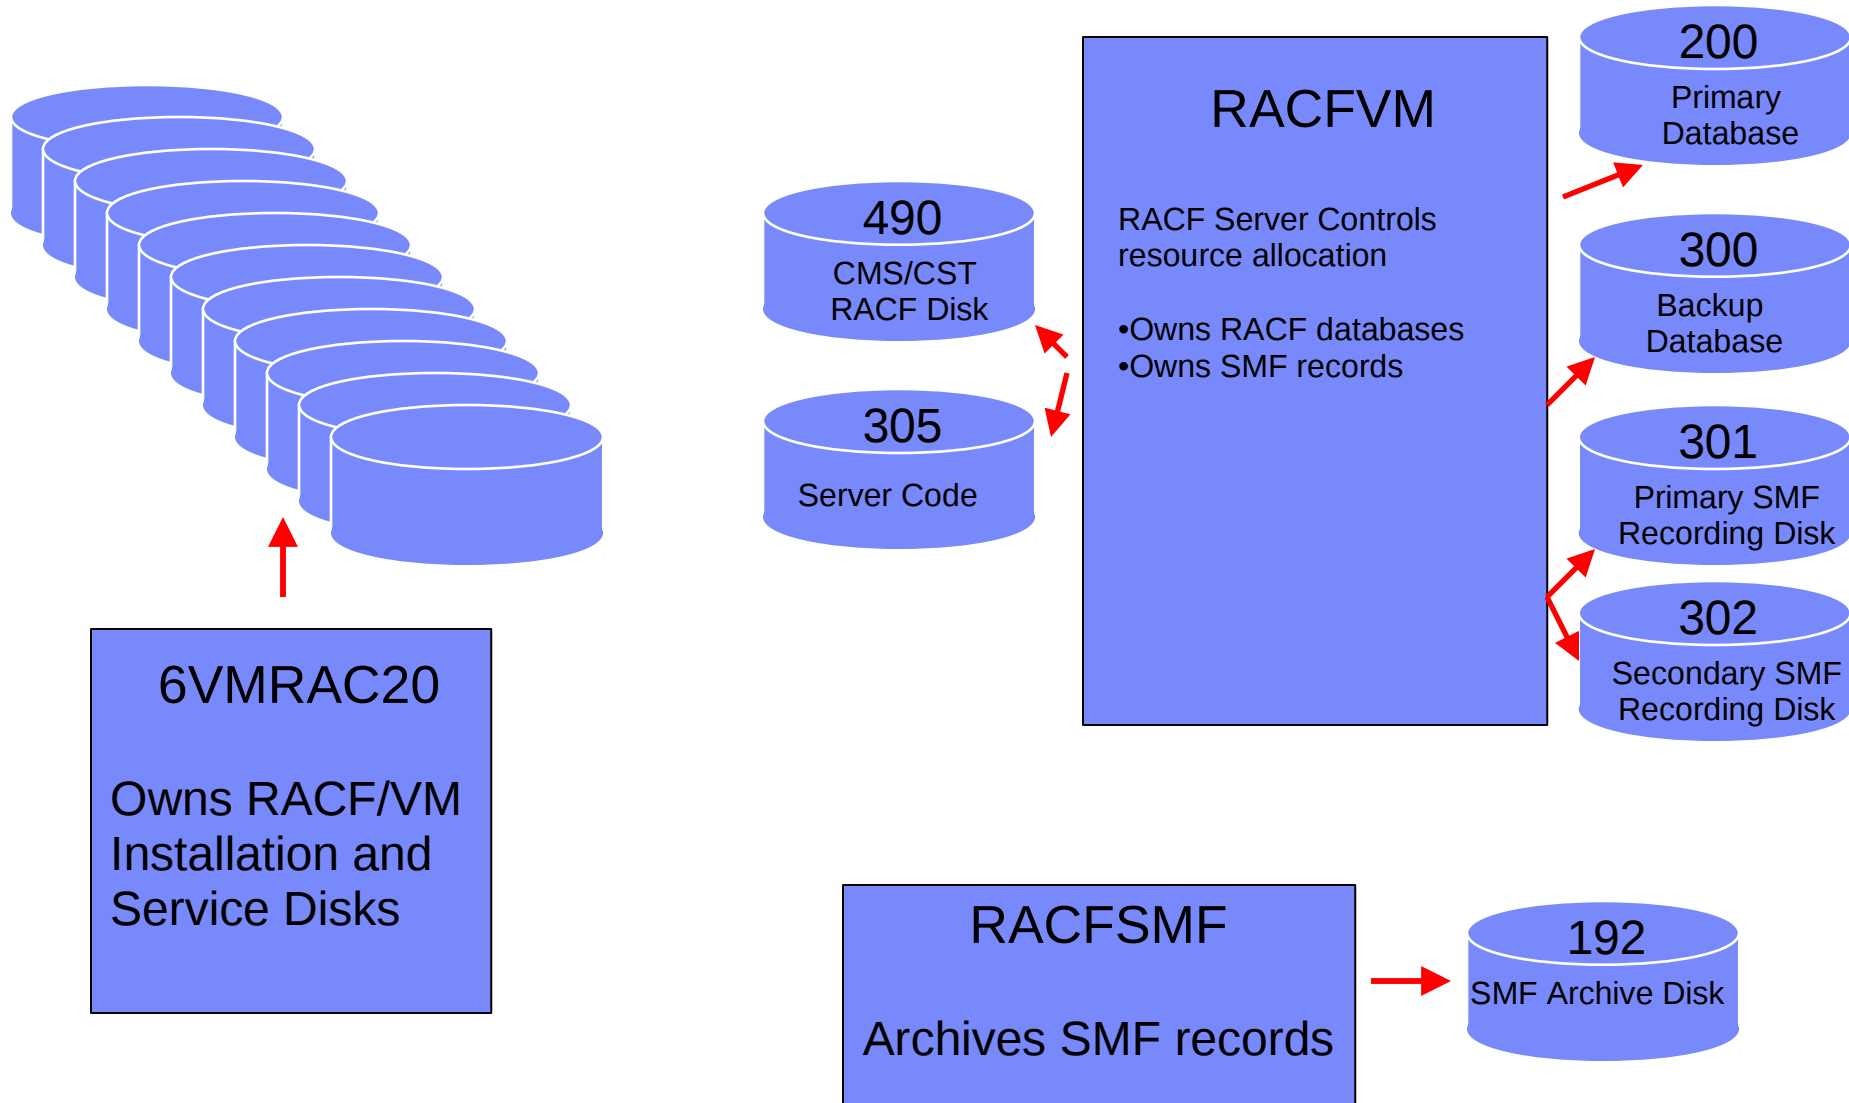 6VMRAC20
Owns RACF/VM
Installation and
Service Disks
490
CMS/CST
RACF Disk
305
Server Code
RACFVM
RACF Server Controls
resource allocation
•Owns RACF databases
•Owns SMF records
200
Primary
Database
300
Backup
Database
301
Primary SMF
Recording Disk
302
Secondary SMF
Recording Disk
RACFSMF
Archives SMF records
192
SMF Archive Disk